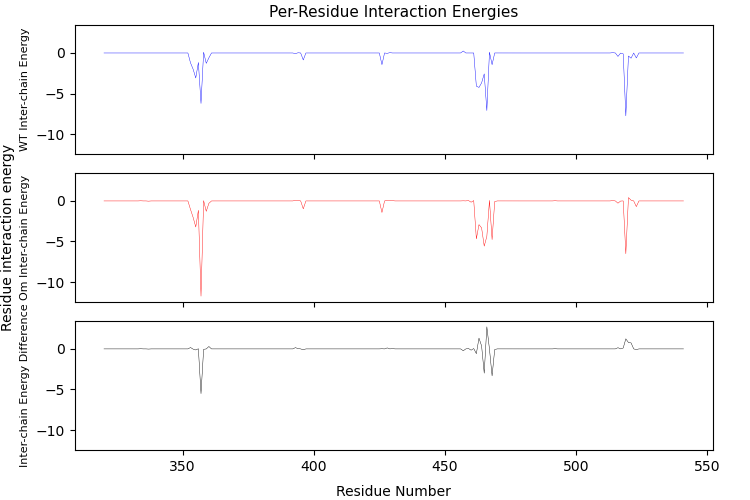 Per-Residue Interaction Energies
Residue interaction energy
WT Inter-chain Energy
0
−5
−10
Om Inter-chain Energy
0
−5
−10
Inter-chain Energy Difference
0
−5
−10
350
400
450
500
550
Residue Number